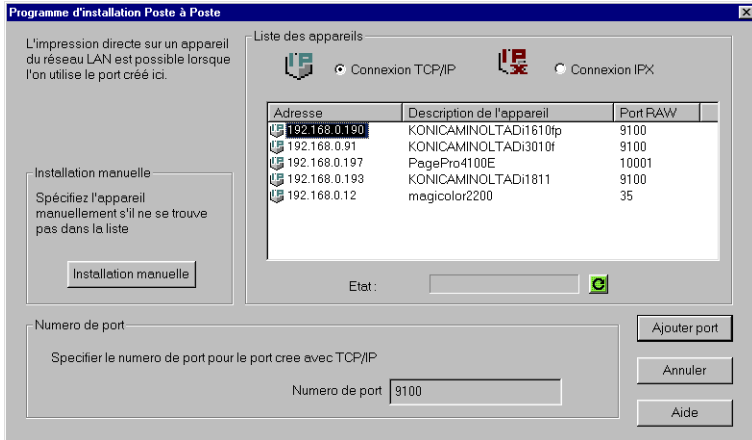 Programme d'installation Poste à Poste
L'impression directe sur un appareil
du réseau LAN est possible lorsque
l'on utilise le port créé ici.
Liste des appareils
Connexion TCP/IP
Connexion IPX
Adresse Description de l'appareil Port RAW
192.168.0.190 KONICAMINOLTADi1610fp 9100
192.168.0.91 KONICAMINOLTADi3010f 9100
192.168.0.197 PagePro4100E 10001
192.168.0.193 KONICAMINOLTADi1811 9100
192.168.0.12 magicolor2200 35
Etat :
Installation manuelle
Spécifiez l'appareil
manuellement s'il ne se trouve
pas dans la liste
Installation manuelle
Numero de port
Specifier le numero de port pour le port cree avec TCP/IP
Numero de port 9100
Ajouter port
Annuler
Aide